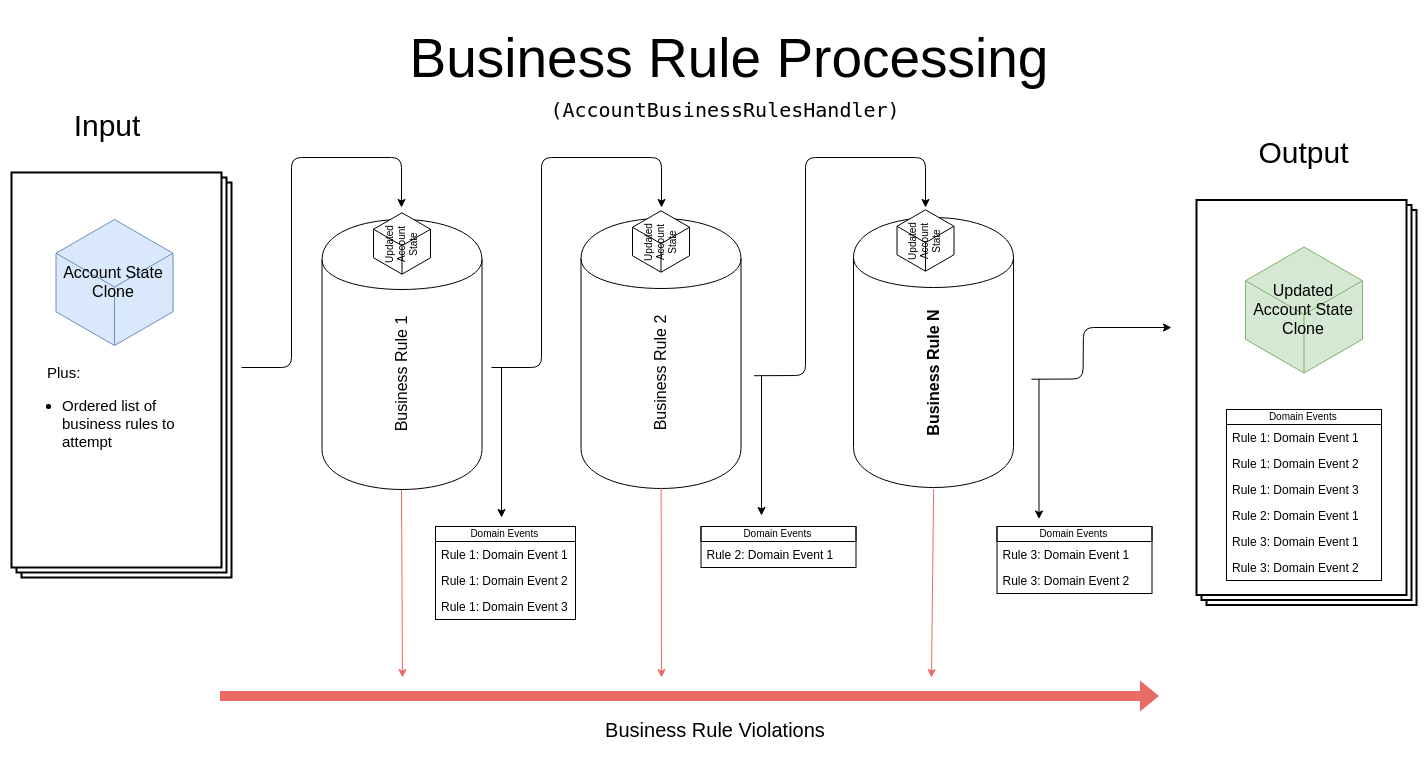 Business Rule Processing
(AccountBusinessRulesHandler)
Input
Account State
Clone
Plus:
Ordered list of
business rules to
attempt
Updated
Account
State
Business Rule 1
Domain Events
Rule 1: Domain Event 1
Rule 1: Domain Event 2
Rule 1: Domain Event 3
Updated
Account
State
Business Rule 2
Domain Events
Rule 2: Domain Event 1
Updated
Account
State
Business Rule N
Domain Events
Rule 3: Domain Event 1
Rule 3: Domain Event 2
Output
Updated
Account State
Clone
Domain Events
Rule 1: Domain Event 1
Rule 1: Domain Event 2
Rule 1: Domain Event 3
Rule 2: Domain Event 1
Rule 3: Domain Event 1
Rule 3: Domain Event 2
Business Rule Violations